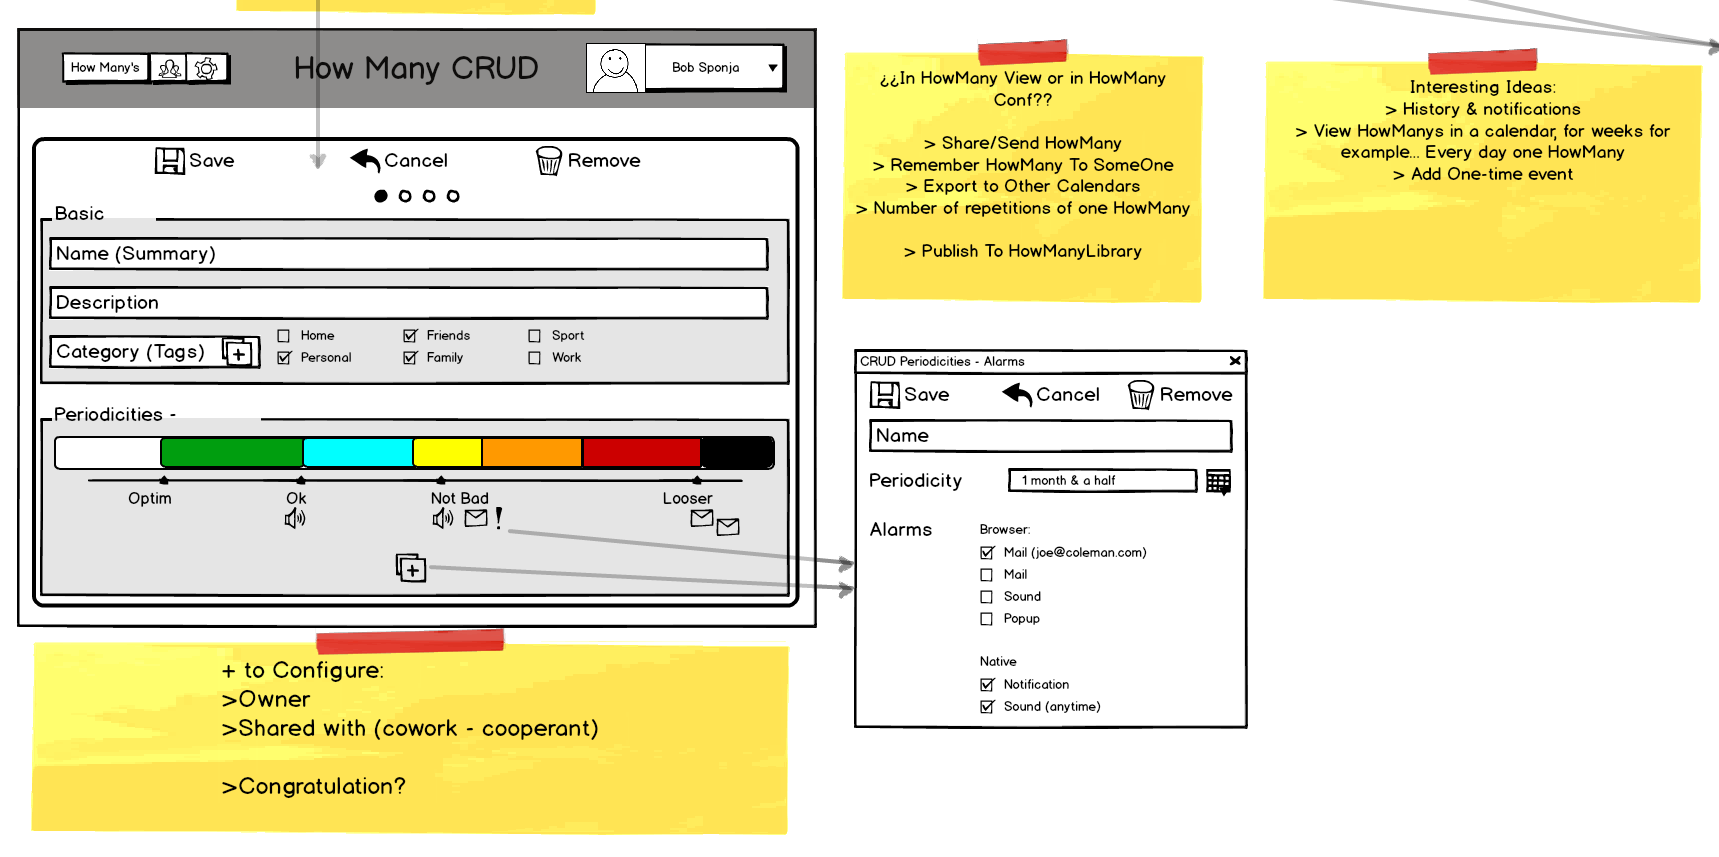 How Many's
How Many CRUD
Bob Sponja
Save
Cancel
Remove
Basic
Name (Summary)
Description
Category (Tags)
Home
Friends
Sport
Personal
Family
Work
Periodicities -
Optim
Ok
Not Bad
Looser
+ to Configure:
>Owner
>Shared with (cowork - cooperant)
>Congratulation?
¿¿In HowMany View or in HowMany
Conf??
> Share/Send HowMany
> Remember HowMany To SomeOne
> Export to Other Calendars
> Number of repetitions of one HowMany
> Publish To HowManyLibrary
Interesting Ideas:
> History & notifications
> View HowManys in a calendar, for weeks for
example... Every day one HowMany
> Add One-time event
CRUD Periodicities - Alarms
Save
Cancel
Remove
Name
Periodicity
1 month & a half
Alarms
Browser:
Mail (joe@coleman.com)
Mail
Sound
Popup
Native
Notification
Sound (anytime)